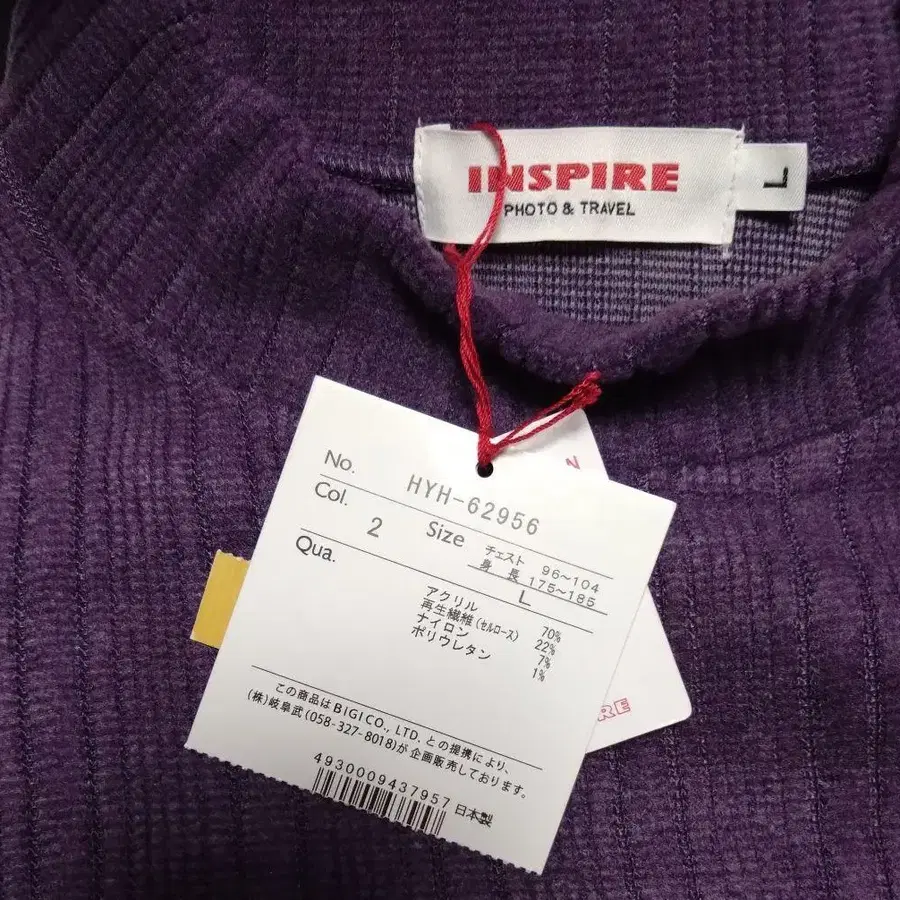 INSPIRE
PHOTO & TRAVEL
L
N
No. HYH-62956
Col. 2 Size チェスト 96~104
身長 175~185
Qua. L
アクリル 70%
再生繊維(セルロース) 22%
ナイロン 7%
ポリウレタン 1%
この商品はBIGI CO., LTD. との提携により、
(株)岐阜武(058-327-8018)が企画販売しております。
4930009437957 日本製
PIRE